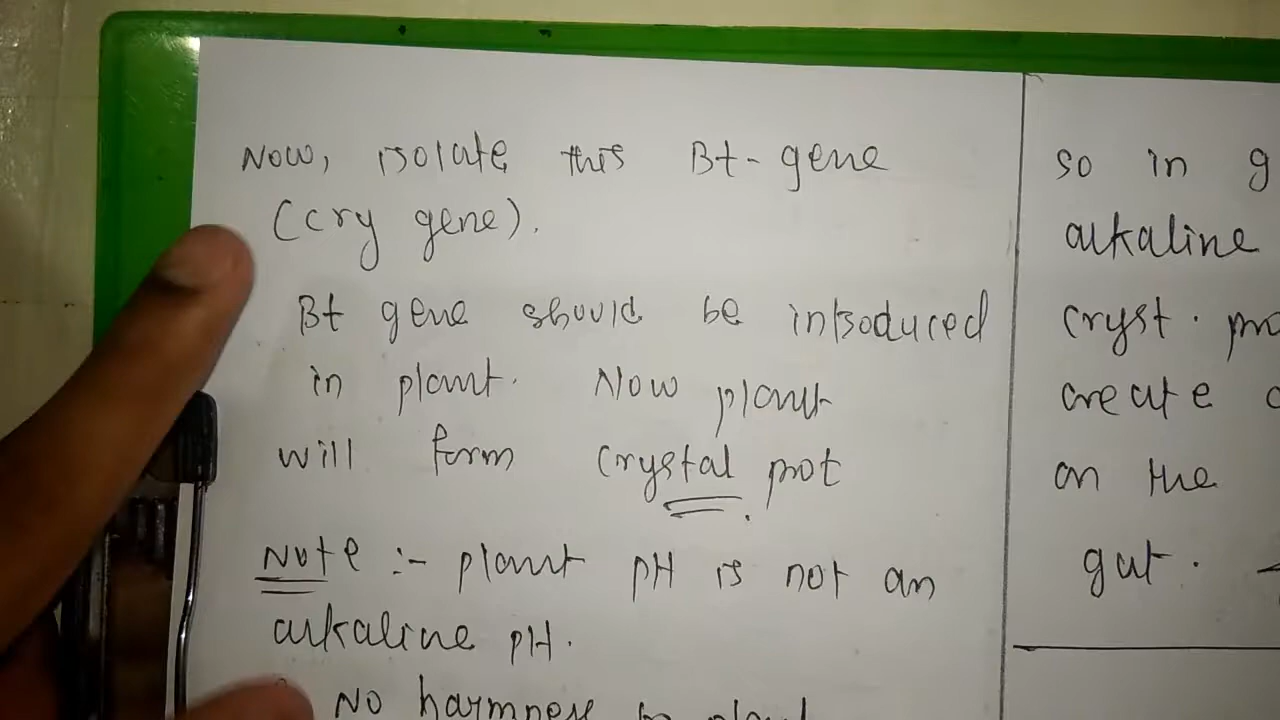 Now, isolate this Bt-gene
(cry gene).
Bt gene should be introduced
in plant. Now plant
will form crystal prot
Note :- plant pH is not an
alkaline pH.
No harmness to plant
so in g
alkaline
cryst. pro
create
on the
gut.